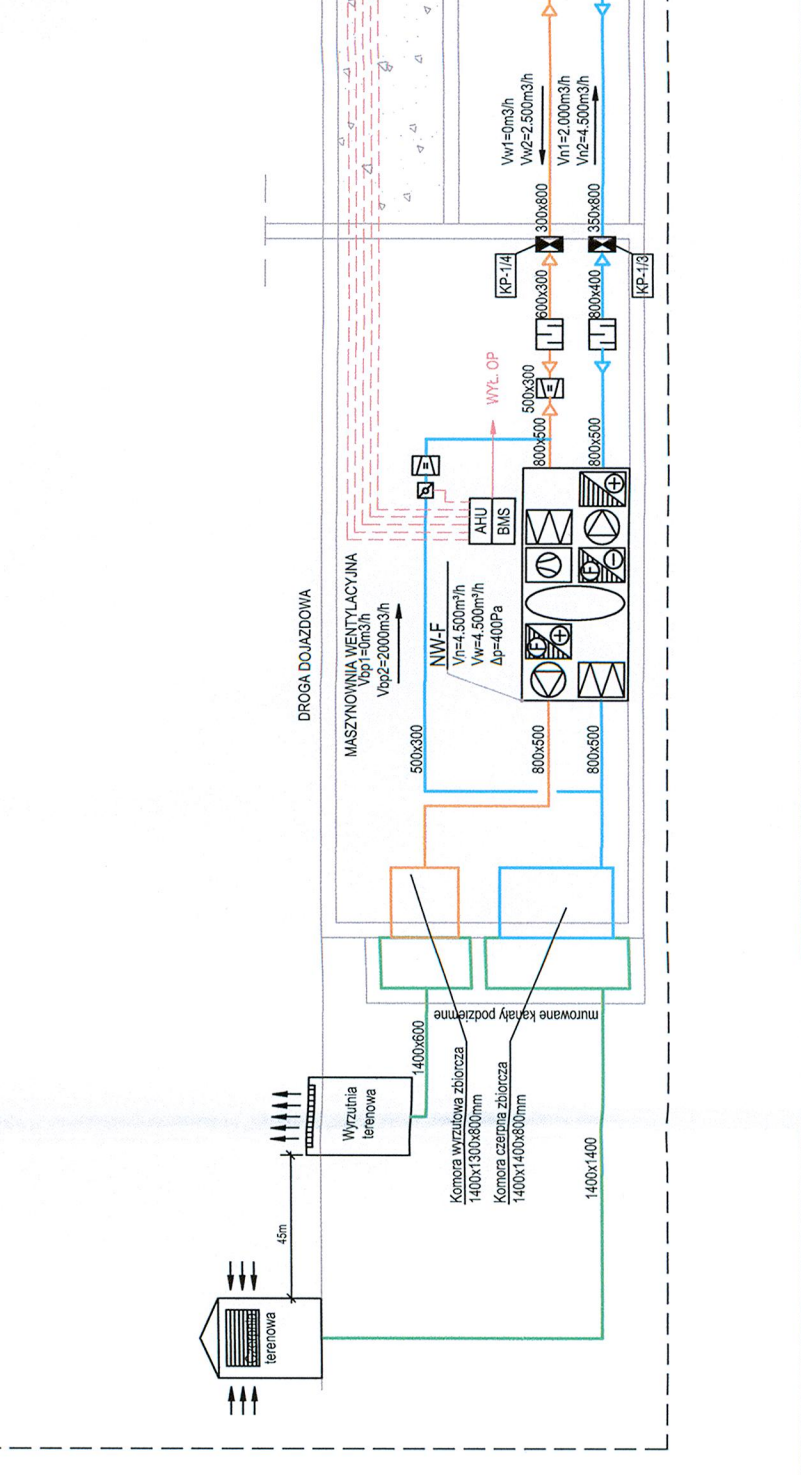 Vw1=0m3/h
Vw2=2.500m3/h
Vn1=2.000m3/h
Vn2=4.500m3/h
300x800
350x800
KP-1/4
KP-1/3
600x300
800x400
500x300
WYŁ. OP
800x500
800x500
AHU
BMS
DROGA DOJAZDOWA
MASZYNOWNIA WENTYLACYJNA
Vbp1=0m3/h
Vbp2=2000m3/h
NW-F
Vn=4.500m³/h
Vw=4.500m³/h
Δp=400Pa
F
F
500x300
800x500
800x500
murowane kanały podziemne
1400x600
Wyrzutnia
terenowa
Komora wyrzutowa zbiorcza
1400x1300x800mm
Komora czerpna zbiorcza
1400x1400x800mm
1400x1400
45m
Czerpnia
terenowa